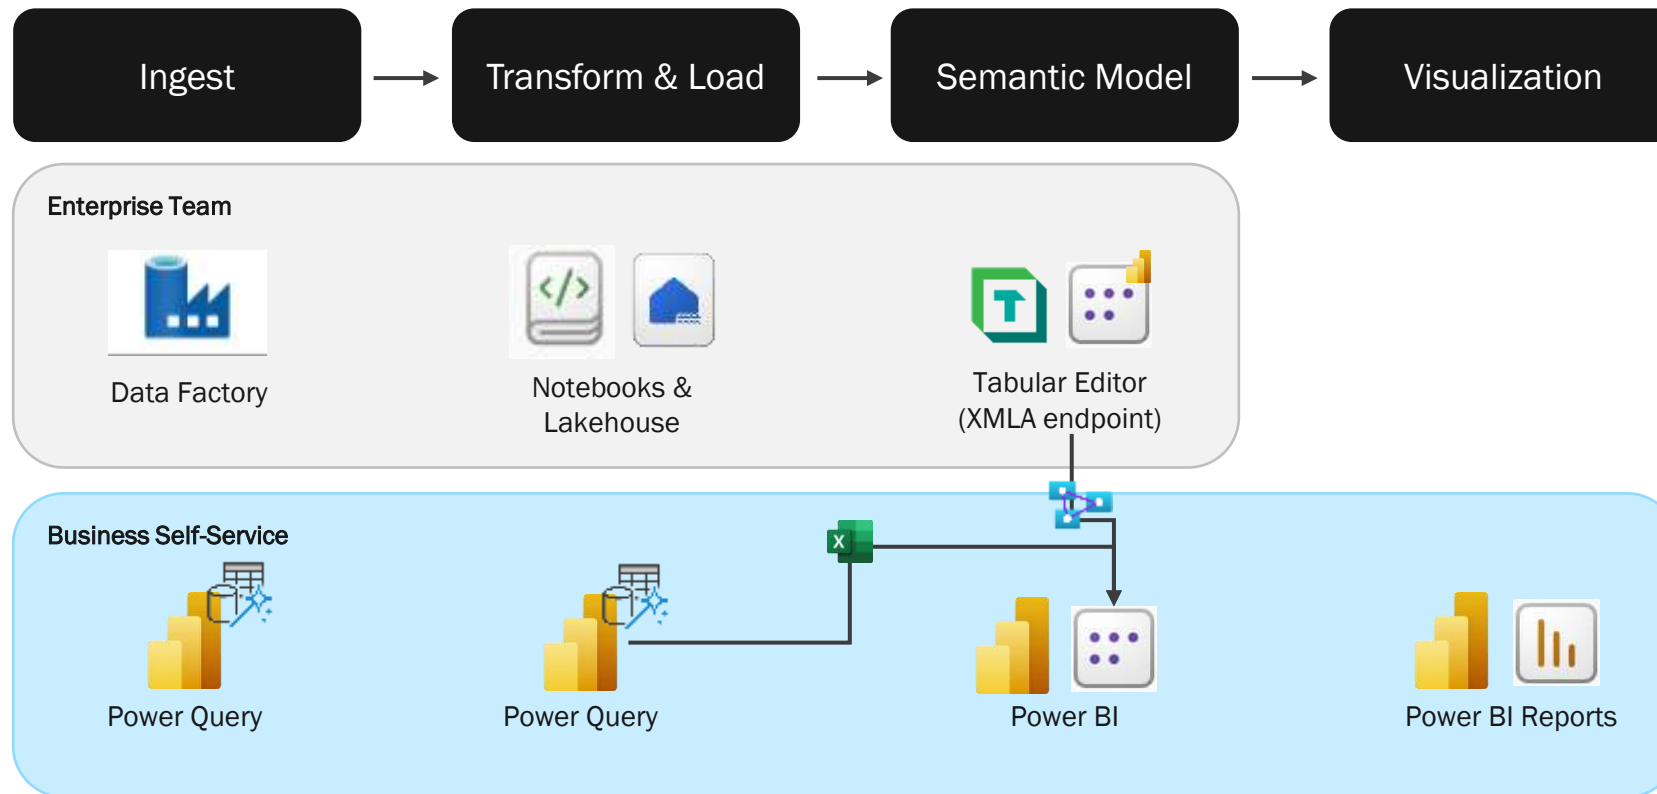 Ingest
Transform & Load
Semantic Model
Visualization
Enterprise Team
</>
T
Data Factory
Notebooks &
Lakehouse
Tabular Editor
(XMLA endpoint)
Business Self-Service
X
Power Query
Power Query
Power BI
Power BI Reports